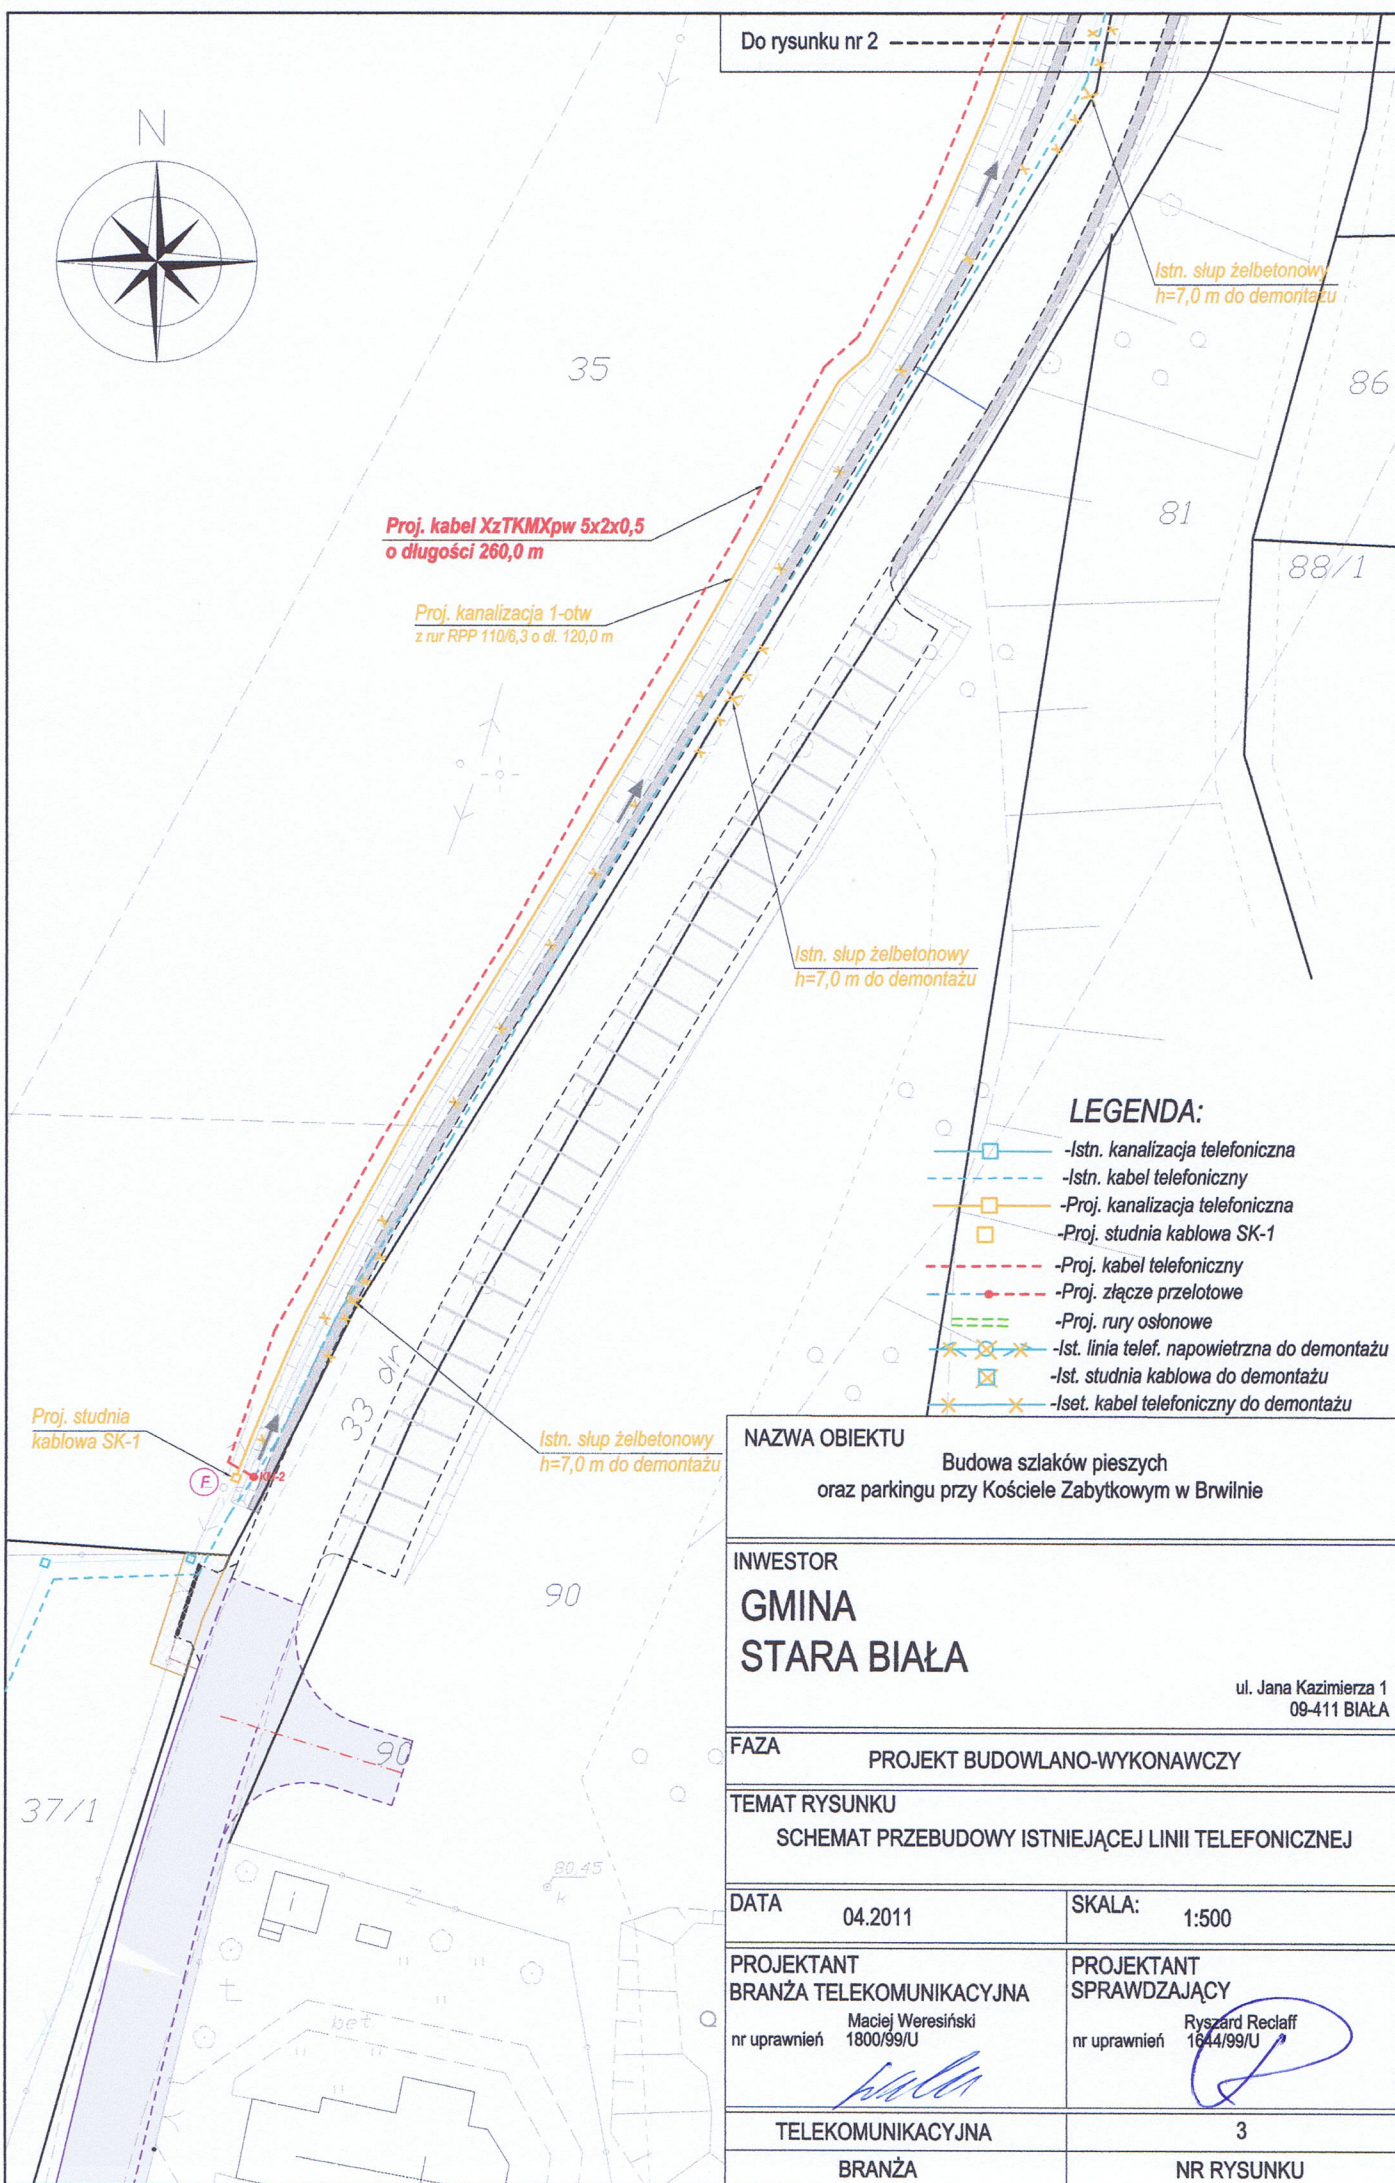 Do rysunku nr 2
N
Istn. słup żelbetonowy
h=7,0 m do demontażu
35
86
81
88/1
Proj. kabel XzTKMXpw 5x2x0,5
o długości 260,0 m
Proj. kanalizacja 1-otw
z rur RPP 110/6,3 o dł. 120,0 m
Istn. słup żelbetonowy
h=7,0 m do demontażu
LEGENDA:
-Istn. kanalizacja telefoniczna
-Istn. kabel telefoniczny
-Proj. kanalizacja telefoniczna
-Proj. studnia kablowa SK-1
-Proj. kabel telefoniczny
-Proj. złącze przelotowe
-Proj. rury osłonowe
-Ist. linia telef. napowietrzna do demontażu
-Ist. studnia kablowa do demontażu
-Iset. kabel telefoniczny do demontażu
33 dr
Proj. studnia
kablowa SK-1
Istn. słup żelbetonowy
h=7,0 m do demontażu
F
90
90
37/1
80,45
k
i
Z
t
bet
NAZWA OBIEKTU
Budowa szlaków pieszych
oraz parkingu przy Kościele Zabytkowym w Brwilnie
INWESTOR
GMINA
STARA BIAŁA
ul. Jana Kazimierza 1
09-411 BIAŁA
FAZA
PROJEKT BUDOWLANO-WYKONAWCZY
TEMAT RYSUNKU
SCHEMAT PRZEBUDOWY ISTNIEJĄCEJ LINII TELEFONICZNEJ
DATA
04.2011
SKALA:
1:500
PROJEKTANT
BRANŻA TELEKOMUNIKACYJNA
Maciej Weresiński
nr uprawnień 1800/99/U
PROJEKTANT
SPRAWDZAJĄCY
Ryszard Reclaff
nr uprawnień 1644/99/U
TELEKOMUNIKACYJNA
3
BRANŻA
NR RYSUNKU